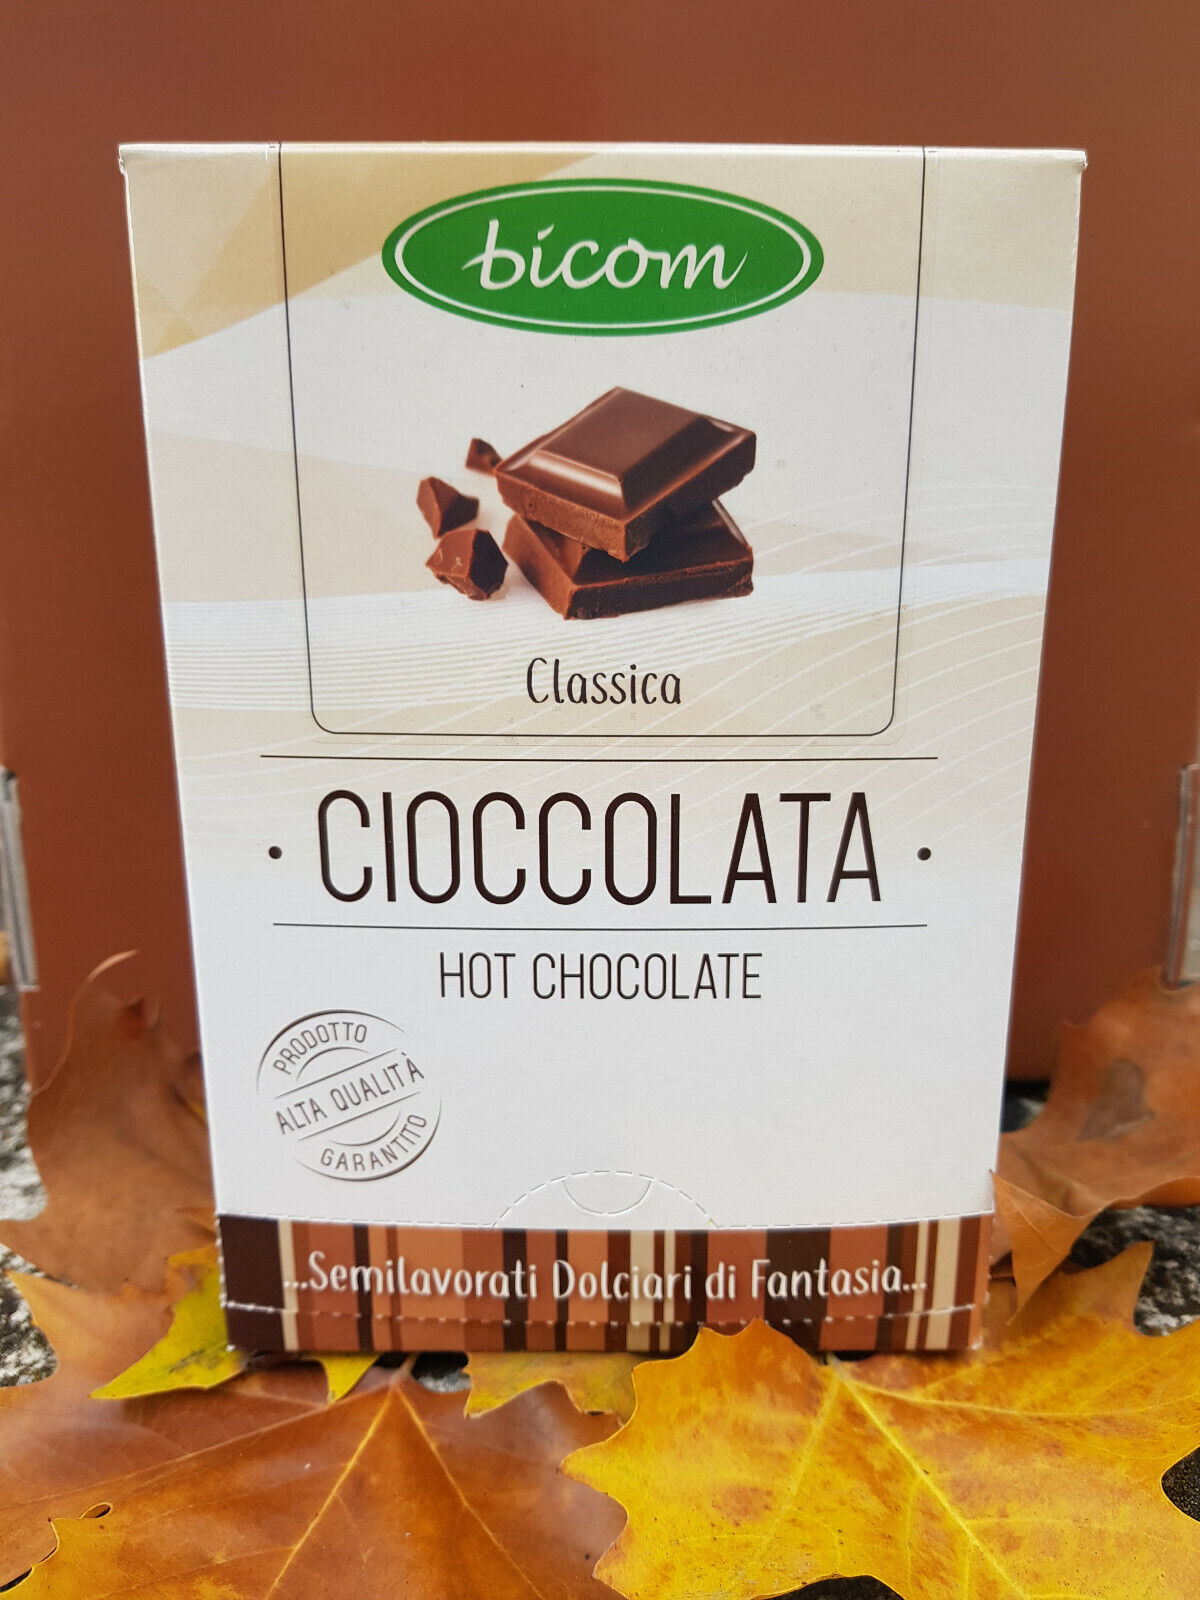 bicom
Classica
· CIOCCOLATA ·
HOT CHOCOLATE
PRODOTTO
ALTA QUALITÀ
GARANTITO
...Semilavorati Dolciari di Fantasia...